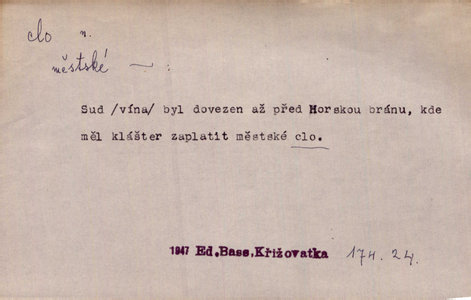 clo n.
městské — :
Sud /vína/ byl dovezen až před Horskou bránu, kde
měl klášter zaplatit městské clo.
1947 Ed.Bass.Křižovatka 174.24.